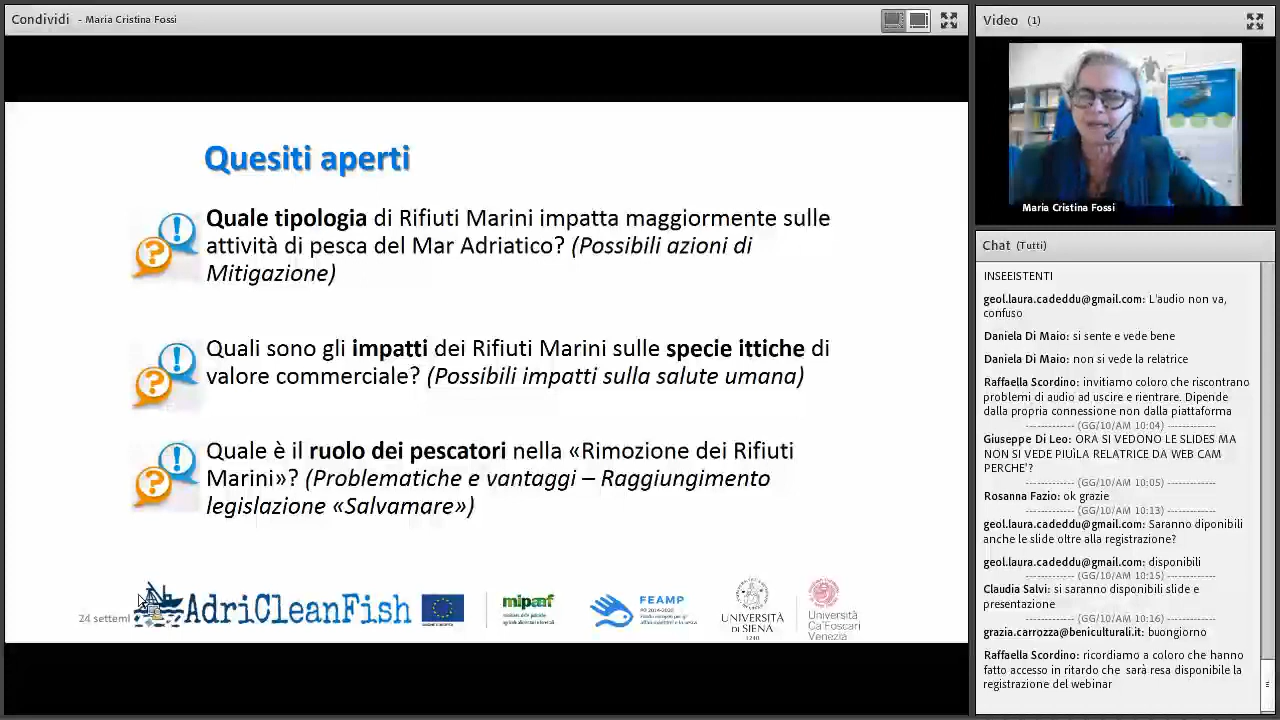 Condividi - Maria Cristina Fossi
Quesiti aperti
Quale tipologia di Rifiuti Marini impatta maggiormente sulle
attività di pesca del Mar Adriatico? (Possibili azioni di
Mitigazione)
Quali sono gli impatti dei Rifiuti Marini sulle specie ittiche di
valore commerciale? (Possibili impatti sulla salute umana)
Quale è il ruolo dei pescatori nella «Rimozione dei Rifiuti
Marini»? (Problematiche e vantaggi – Raggiungimento
legislazione «Salvamare»)
24 settem
AdriCleanFish
mipaaf
FEAMP
UNIVERSITÀ
DI SIENA
1240
Università
Ca'Foscari
Venezia
Video (1)
Maria Cristina Fossi
Chat (Tutti)
INSEEISTENTI
geol.laura.cadeddu@gmail.com: L'audio non va,
confuso
Daniela Di Maio: si sente e vede bene
Daniela Di Maio: non si vede la relatrice
Raffaella Scordino: invitiamo coloro che riscontrano
problemi di audio ad uscire e rientrare. Dipende
dalla propria connessione non dalla piattaforma
------------ (GG/10/AM 10:04) ------------
Giuseppe Di Leo: ORA SI VEDONO LE SLIDES MA
NON SI VEDE PIUìLA RELATRICE DA WEB CAM
PERCHE'?
------------ (GG/10/AM 10:05) ------------
Rosanna Fazio: ok grazie
------------ (GG/10/AM 10:13) ------------
geol.laura.cadeddu@gmail.com: Saranno diponibili
anche le slide oltre alla registrazione?
geol.laura.cadeddu@gmail.com: disponibili
------------ (GG/10/AM 10:15) ------------
Claudia Salvi: si saranno disponbili slide e
presentazione
------------ (GG/10/AM 10:16) ------------
grazia.carrozza@beniculturali.it: buongiorno
Raffaella Scordino: ricordiamo a coloro che hanno
fatto accesso in ritardo che sarà resa disponibile la
registrazione del webinar